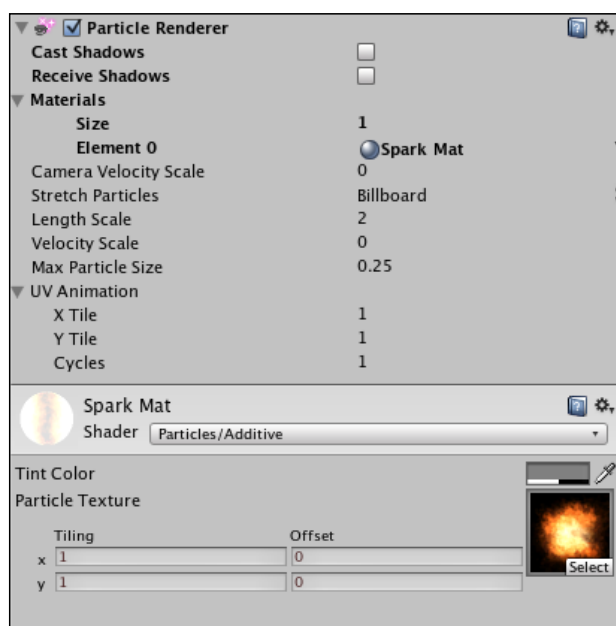 Particle Renderer
Cast Shadows
Receive Shadows
Materials
Size 1
Element 0 Spark Mat
Camera Velocity Scale 0
Stretch Particles Billboard
Length Scale 2
Velocity Scale 0
Max Particle Size 0.25
UV Animation
X Tile 1
Y Tile 1
Cycles 1
Spark Mat
Shader Particles/Additive
Tint Color
Particle Texture
Tiling Offset
x 1 0
y 1 0
Select